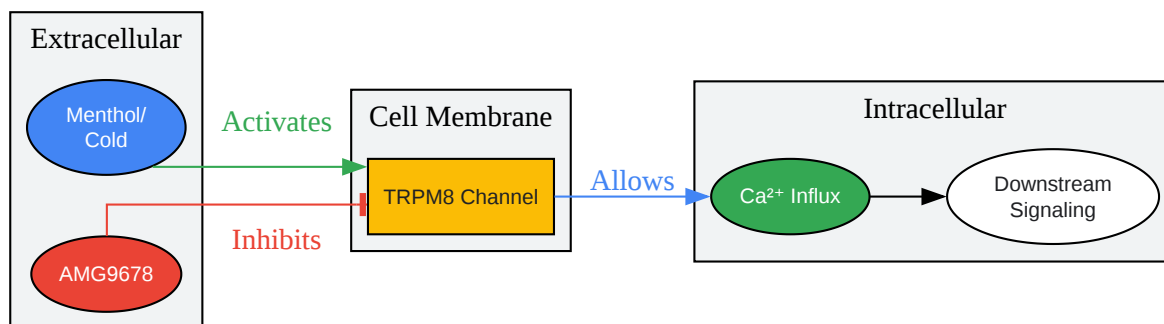 Extracellular
Menthol/
Cold
AMG9678
Activates
Inhibits
Cell Membrane
TRPM8 Channel
Allows
Intracellular
Ca²⁺ Influx
Downstream
Signaling